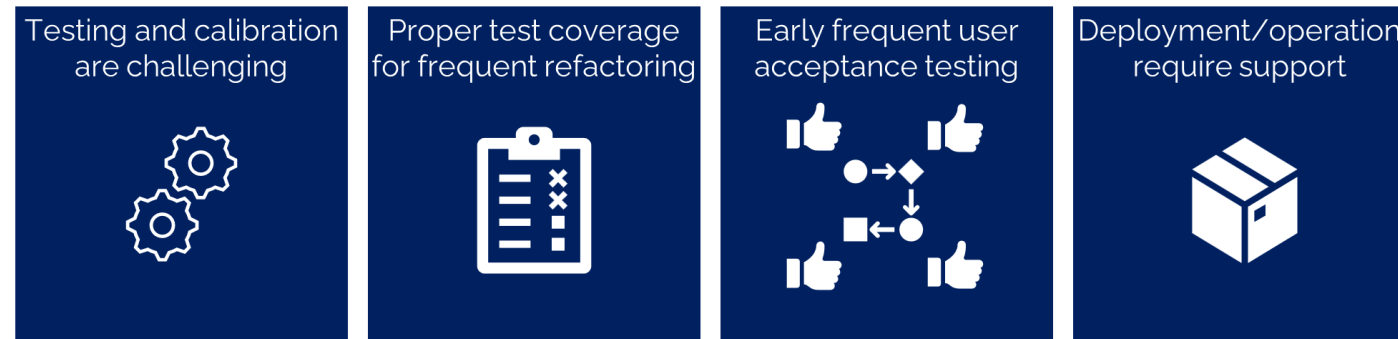 Testing and calibration
are challenging
Proper test coverage
for frequent refactoring
Early frequent user
acceptance testing
Deployment/operation
require support